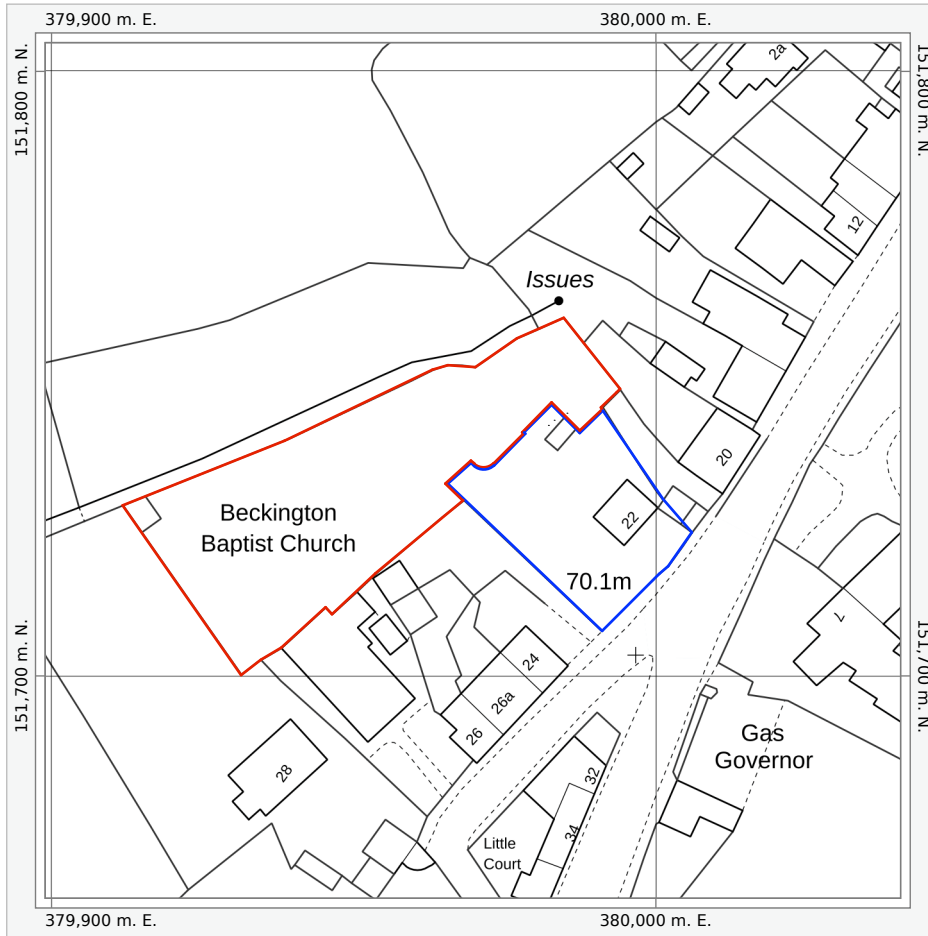 379,900 m. E.
380,000 m. E.
151,800 m. N.
151,800 m. N.
2a
12
Issues
20
Beckington
Baptist Church
22
70.1m
7
24
26a
26
151,700 m. N.
151,700 m. N.
28
Gas
Governor
32
34
Little
Court
379,900 m. E.
380,000 m. E.